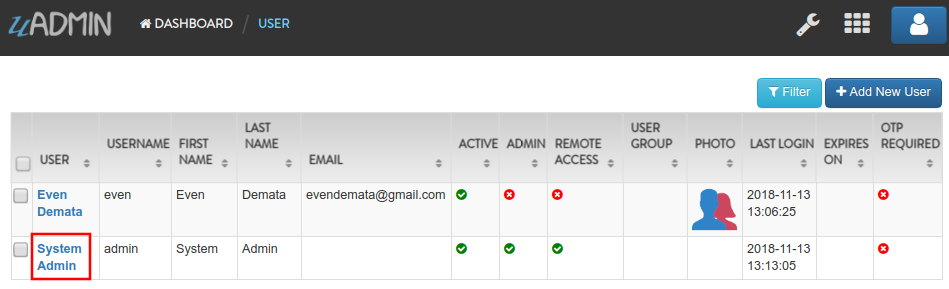 uADMIN DASHBOARD / USER
Filter Add New User
USER USERNAME FIRST NAME LAST NAME EMAIL ACTIVE ADMIN REMOTE ACCESS USER GROUP PHOTO LAST LOGIN EXPIRES ON OTP REQUIRED
Even Demata even Even Demata evendemata@gmail.com 2018-11-13 13:06:25
System Admin admin System Admin 2018-11-13 13:13:05